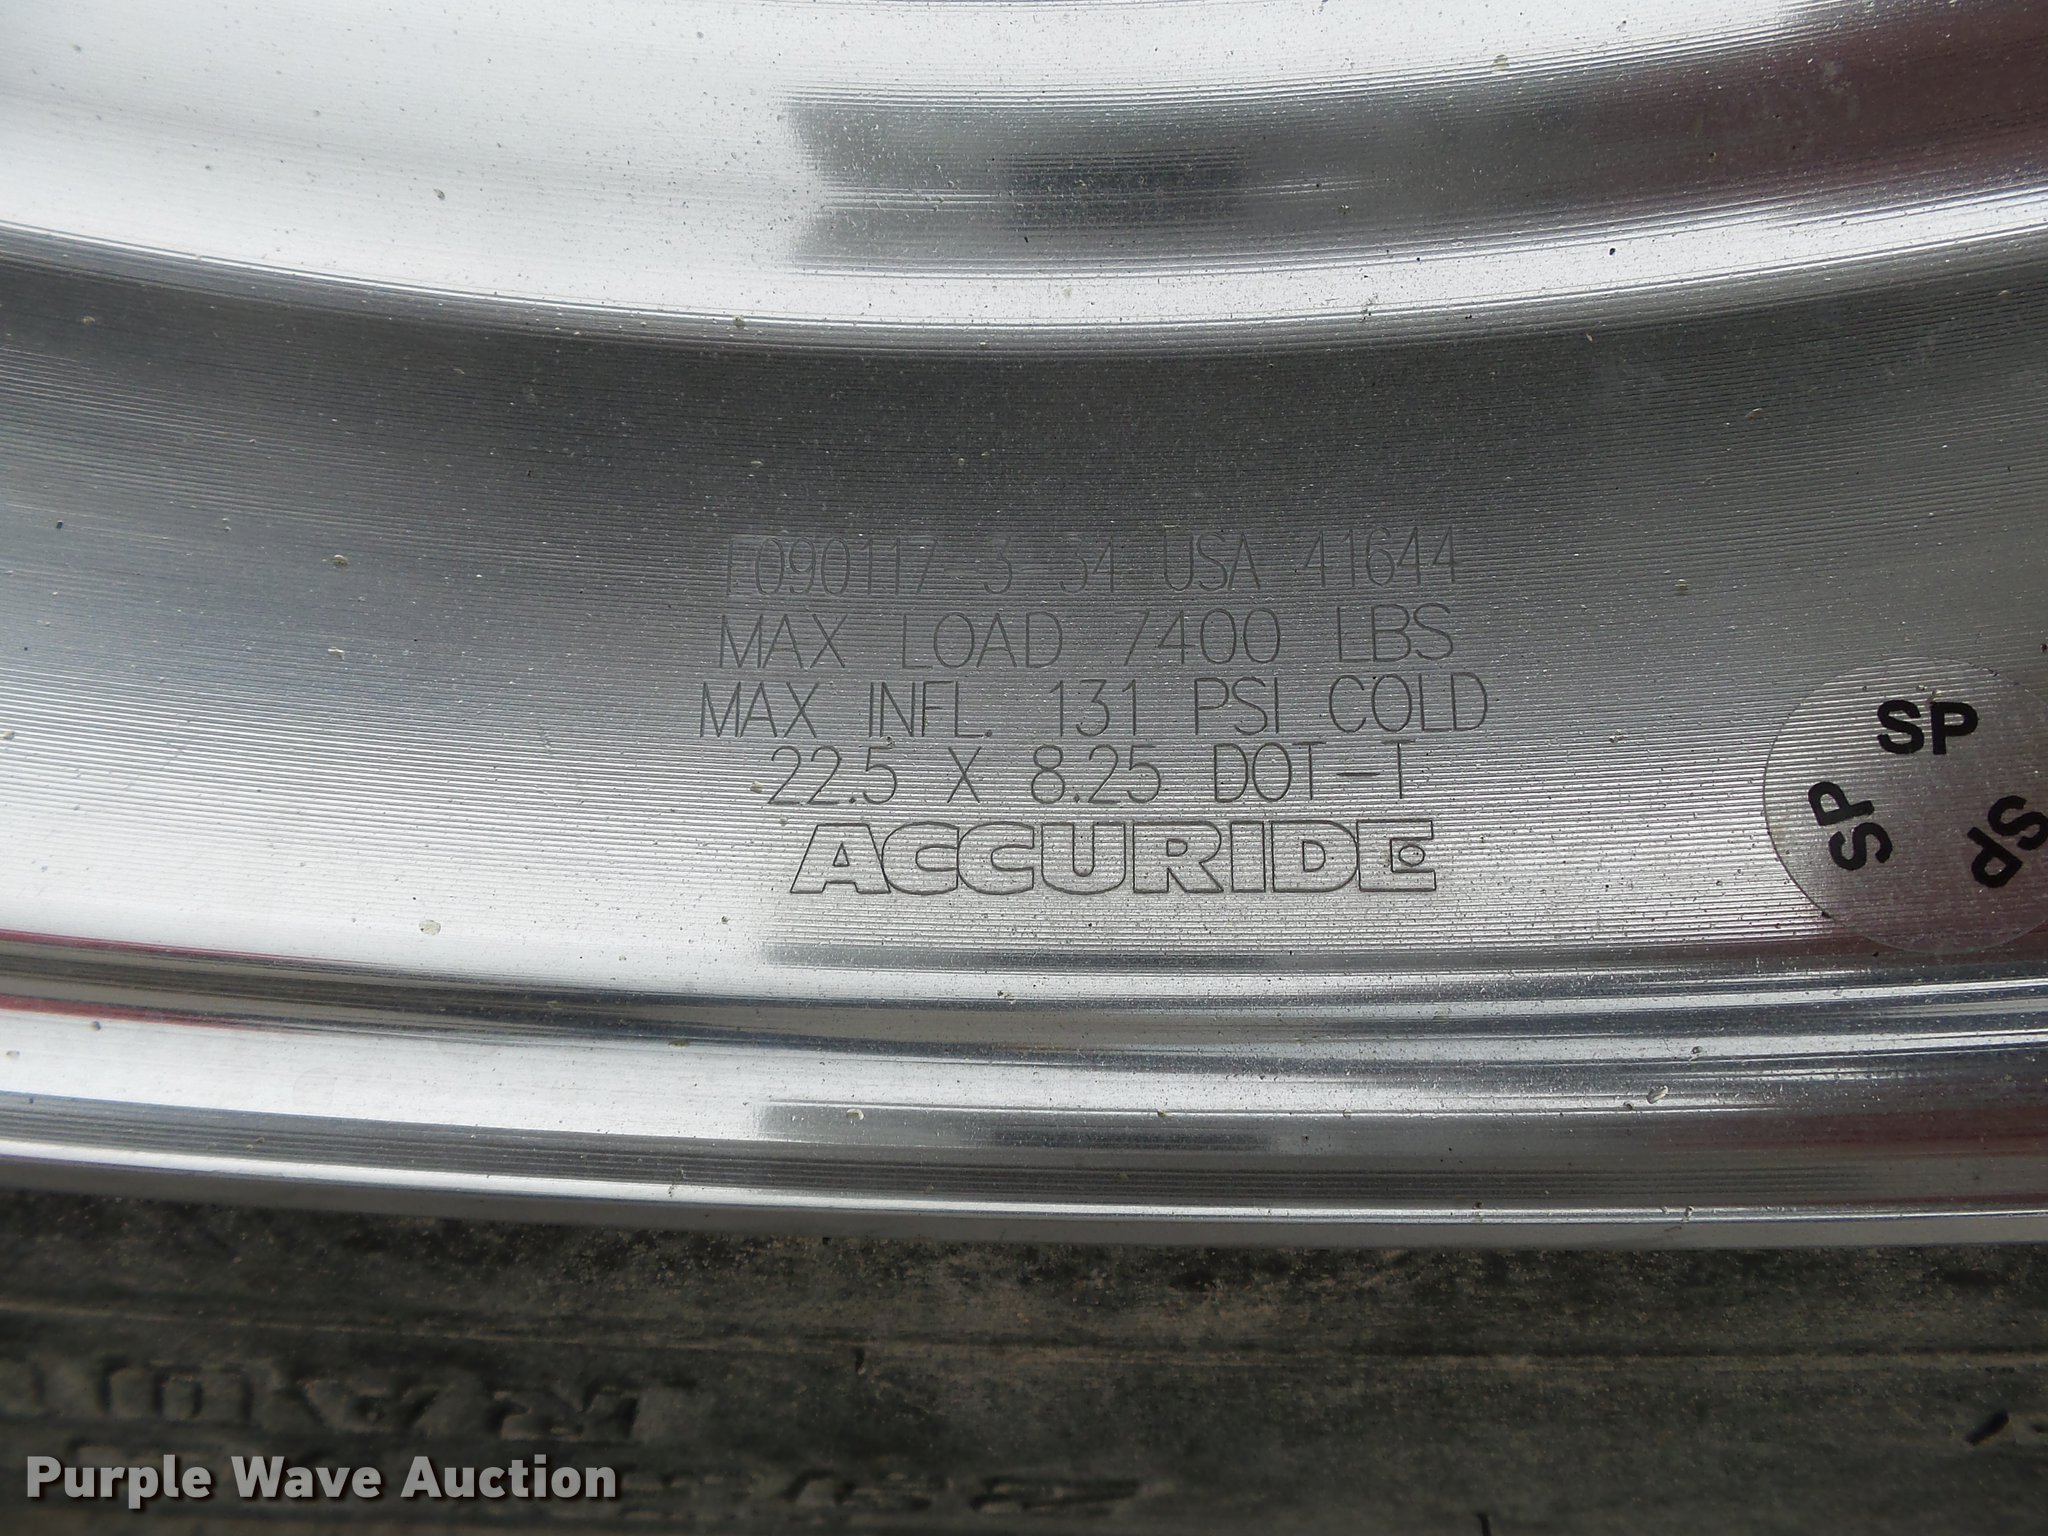 E090117-3-34 USA 41644
MAX LOAD 7400 LBS
MAX INFL. 131 PSI COLD
22.5 X 8.25 DOT-T
ACCURIDE
SP
SP
SP
Purple Wave Auction